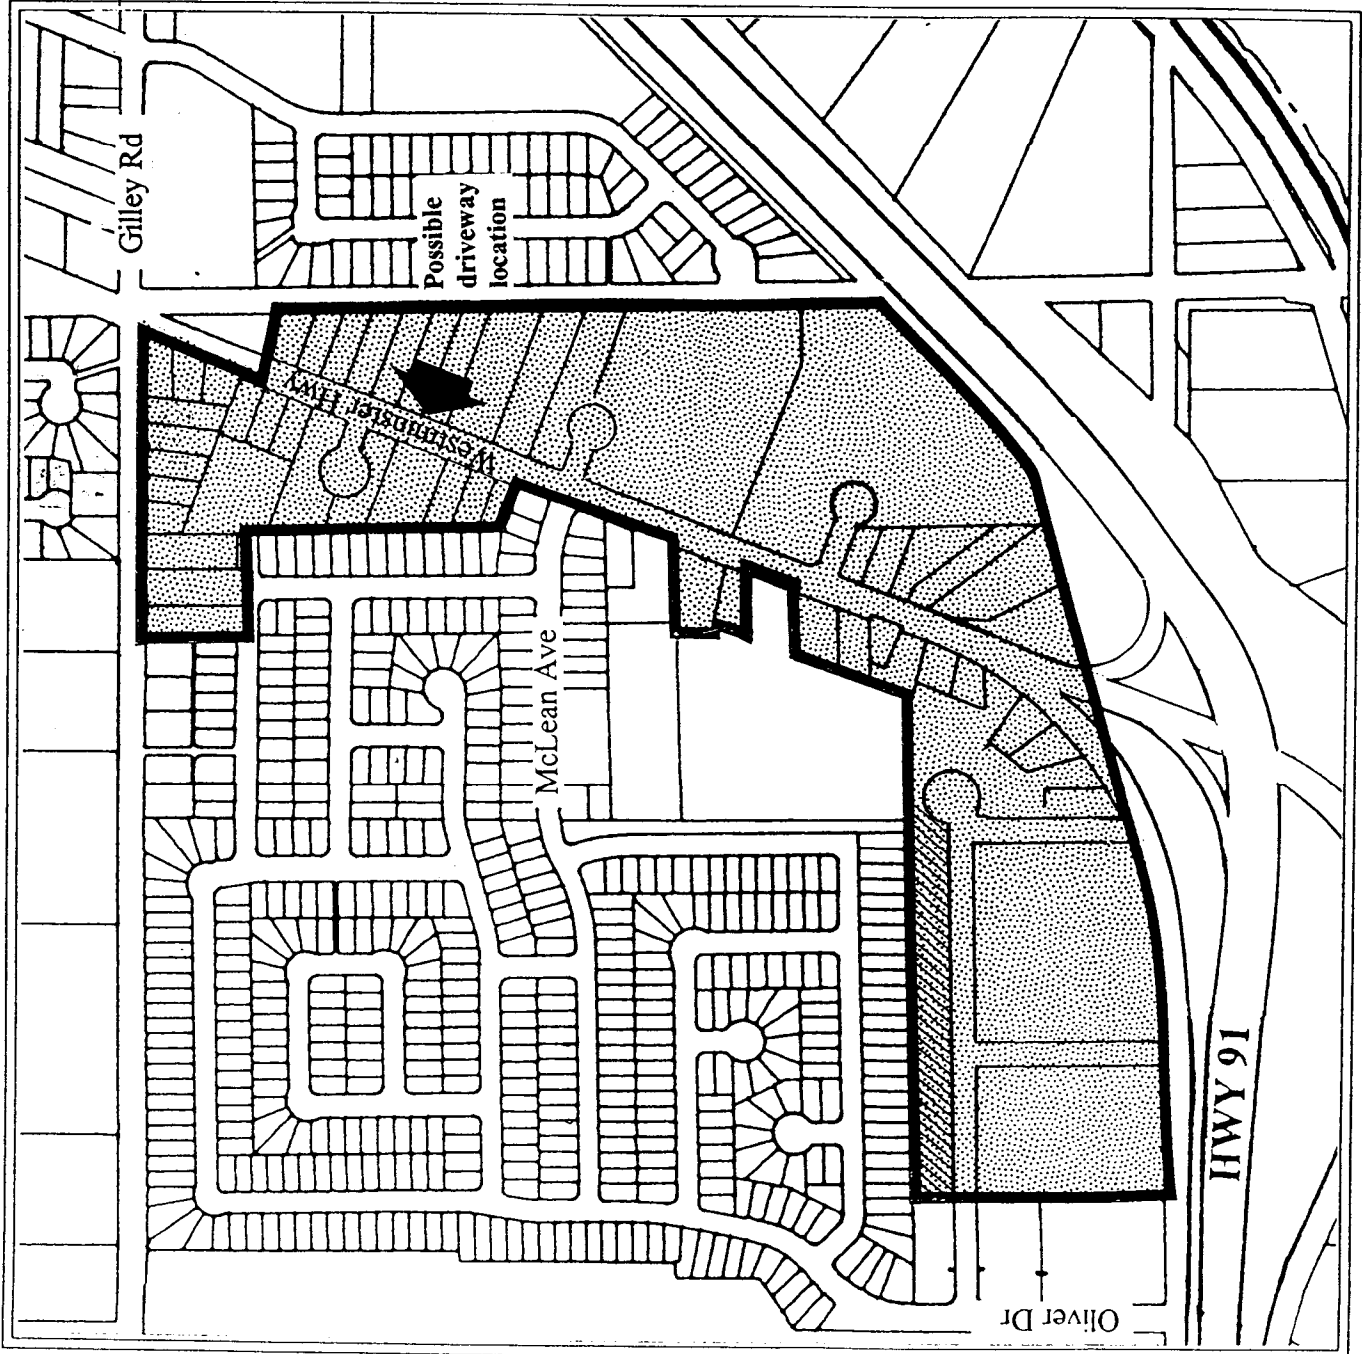 Gilley Rd
Possible
driveway
location
Westminster Hwy
McLean Ave
HWY 91
Oliver Dr